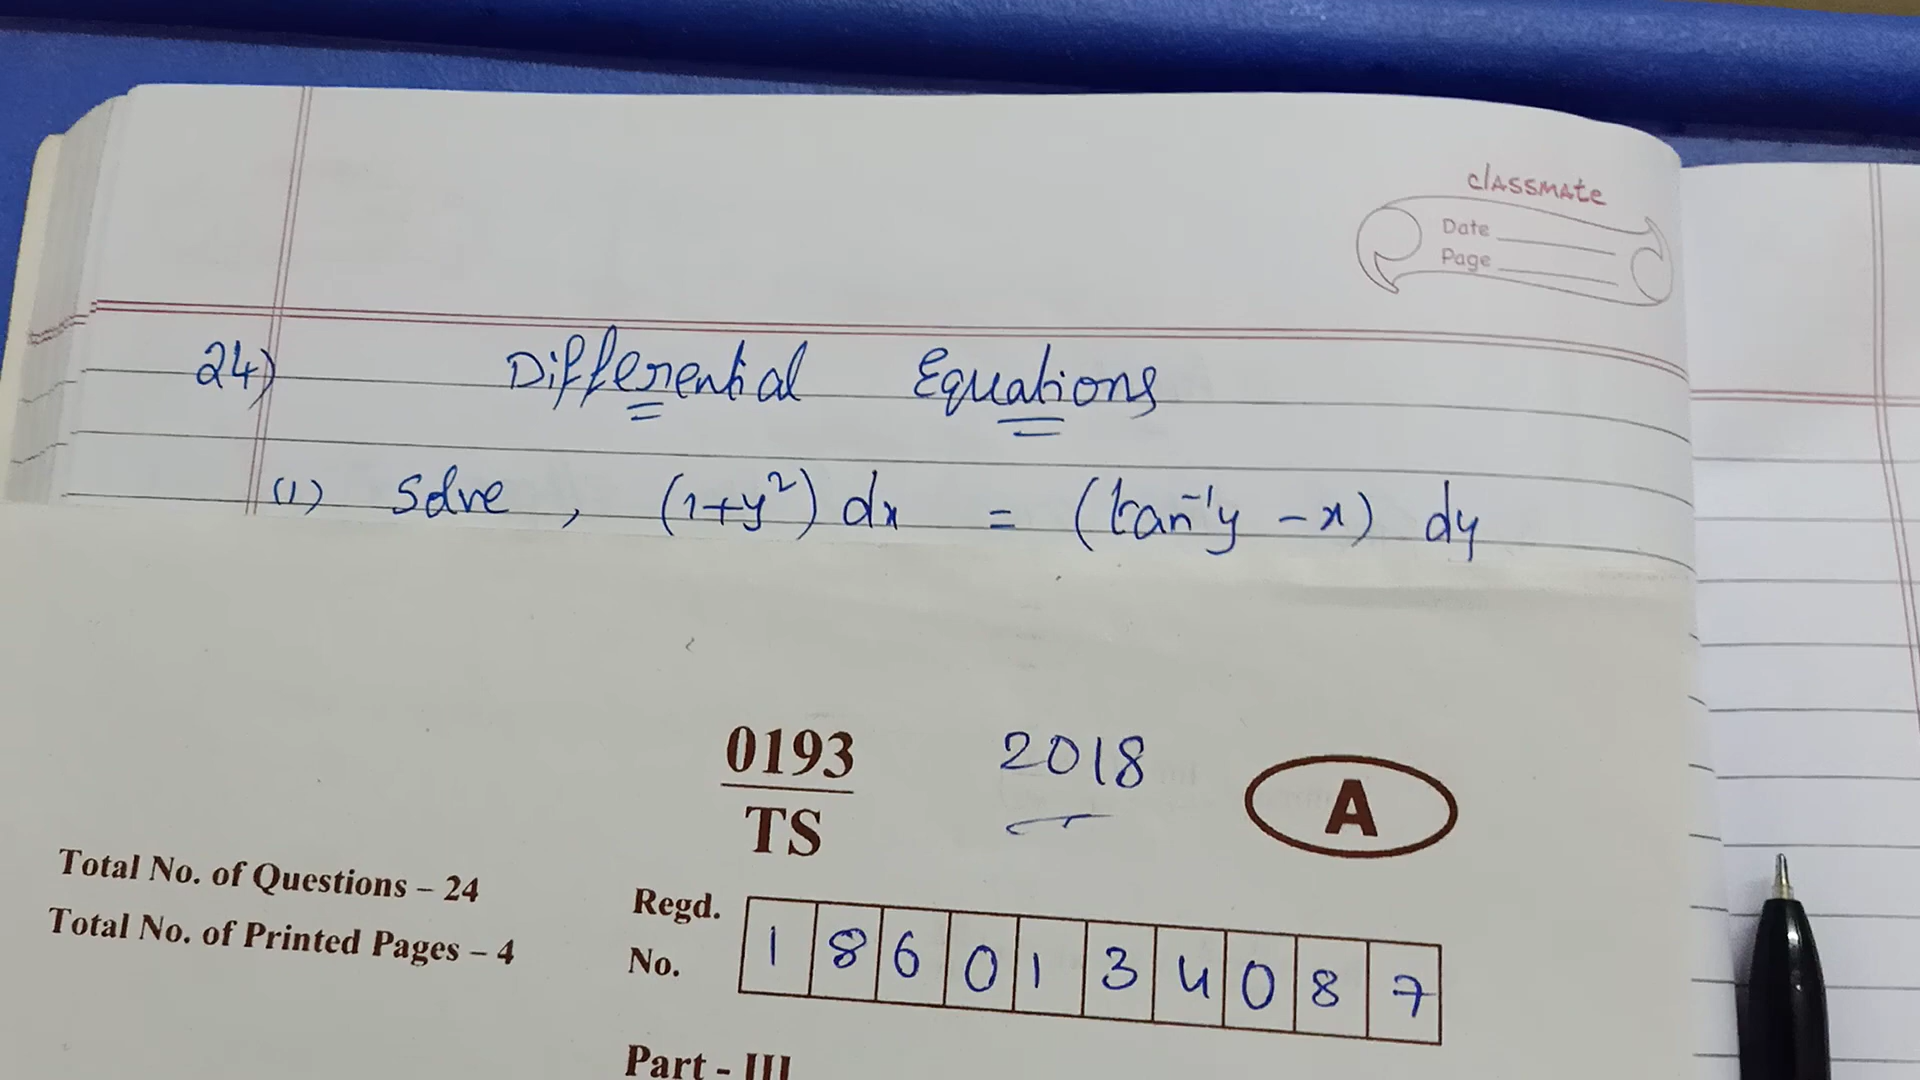 classmate
Date
Page
24) Differential Equations
(1) Solve, (1+y²) dx = (tan⁻¹y - x) dy
0193
TS
2018
A
Total No. of Questions – 24
Total No. of Printed Pages – 4
Regd.
No.
1 8 6 0 1 3 4 0 8 7
Part - III